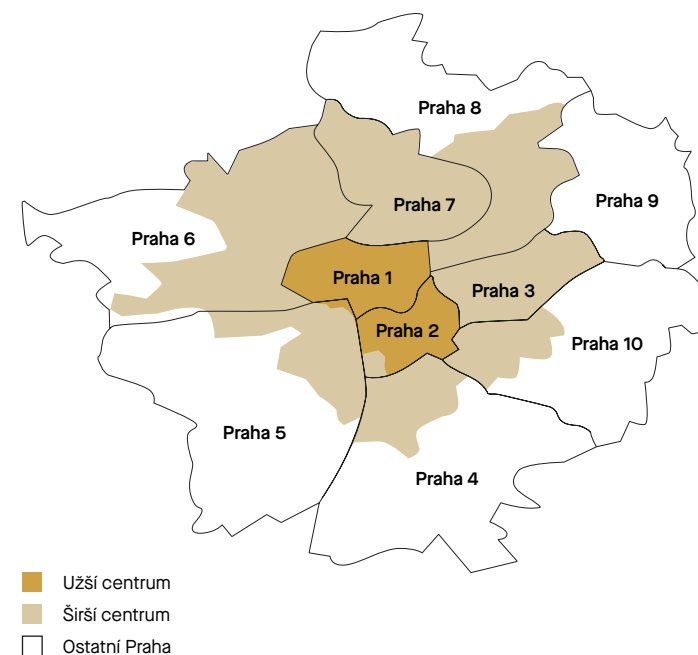 Praha 8
Praha 9
Praha 7
Praha 6
Praha 1
Praha 3
Praha 2
Praha 10
Praha 5
Praha 4
Užší centrum
Širší centrum
Ostatní Praha